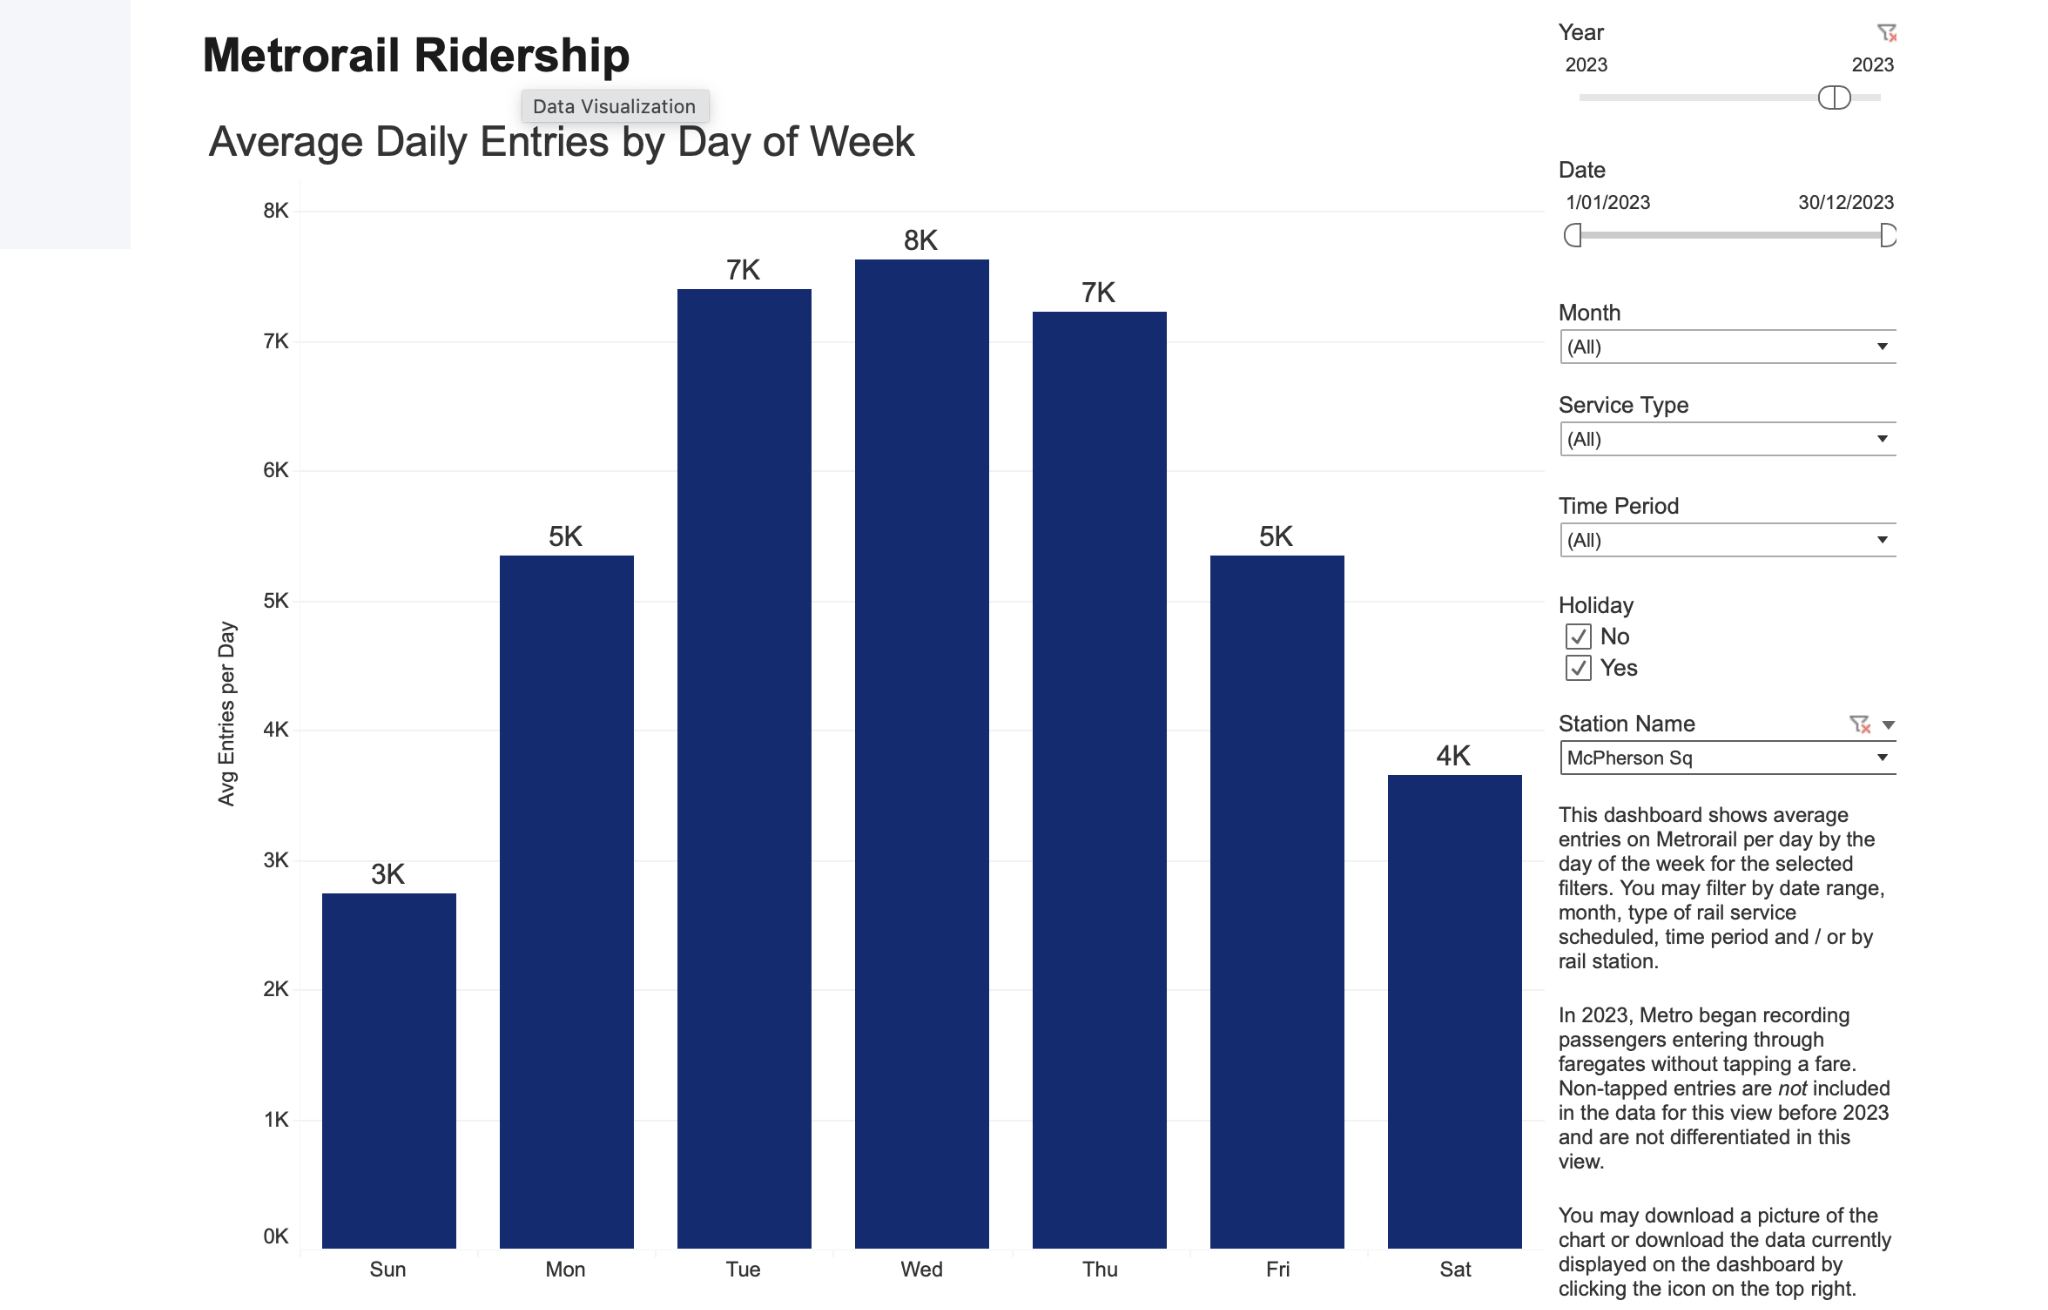 Metrorail Ridership
Data Visualization
Average Daily Entries by Day of Week
Avg Entries per Day
8K
7K
6K
5K
4K
3K
2K
1K
0K
3K
5K
7K
8K
7K
5K
4K
Sun
Mon
Tue
Wed
Thu
Fri
Sat
Year
2023 2023
Date
1/01/2023 30/12/2023
Month
(All)
Service Type
(All)
Time Period
(All)
Holiday
No
Yes
Station Name
McPherson Sq
This dashboard shows average
entries on Metrorail per day by the
day of the week for the selected
filters. You may filter by date range,
month, type of rail service
scheduled, time period and / or by
rail station.
In 2023, Metro began recording
passengers entering through
faregates without tapping a fare.
Non-tapped entries are not included
in the data for this view before 2023
and are not differentiated in this
view.
You may download a picture of the
chart or download the data currently
displayed on the dashboard by
clicking the icon on the top right.